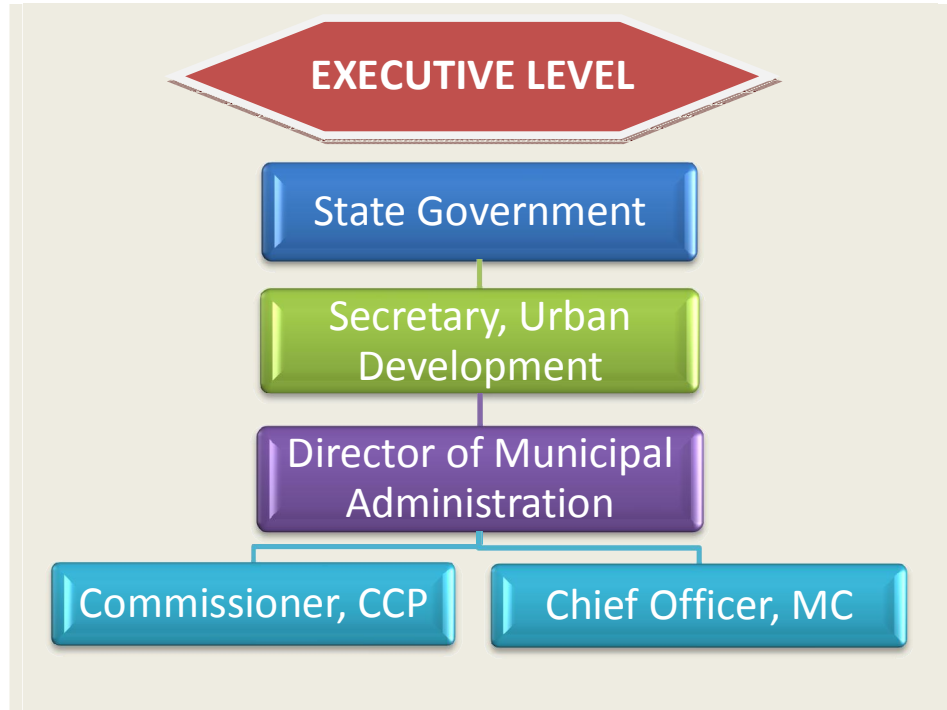 EXECUTIVE LEVEL
State Government
Secretary, Urban
Development
Director of Municipal
Administration
Commissioner, CCP
Chief Officer, MC